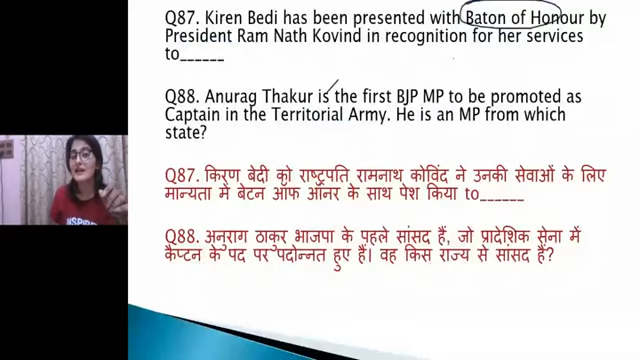 Q87. Kiren Bedi has been presented with Baton of Honour by
President Ram Nath Kovind in recognition for her services
to______
Q88. Anurag Thakur is the first BJP MP to be promoted as
Captain in the Territorial Army. He is an MP from which
state?
Q87. किरण बेदी को राष्ट्रपति रामनाथ कोविंद ने उनकी सेवाओं के लिए
मान्यता में बेटन ऑफ ऑनर के साथ पेश किया to______
Q88. अनुराग ठाकुर भाजपा के पहले सांसद हैं, जो प्रादेशिक सेना में
कैप्टन के पद पर पदोन्नत हुए हैं। वह किस राज्य से सांसद हैं?
INSPIRE